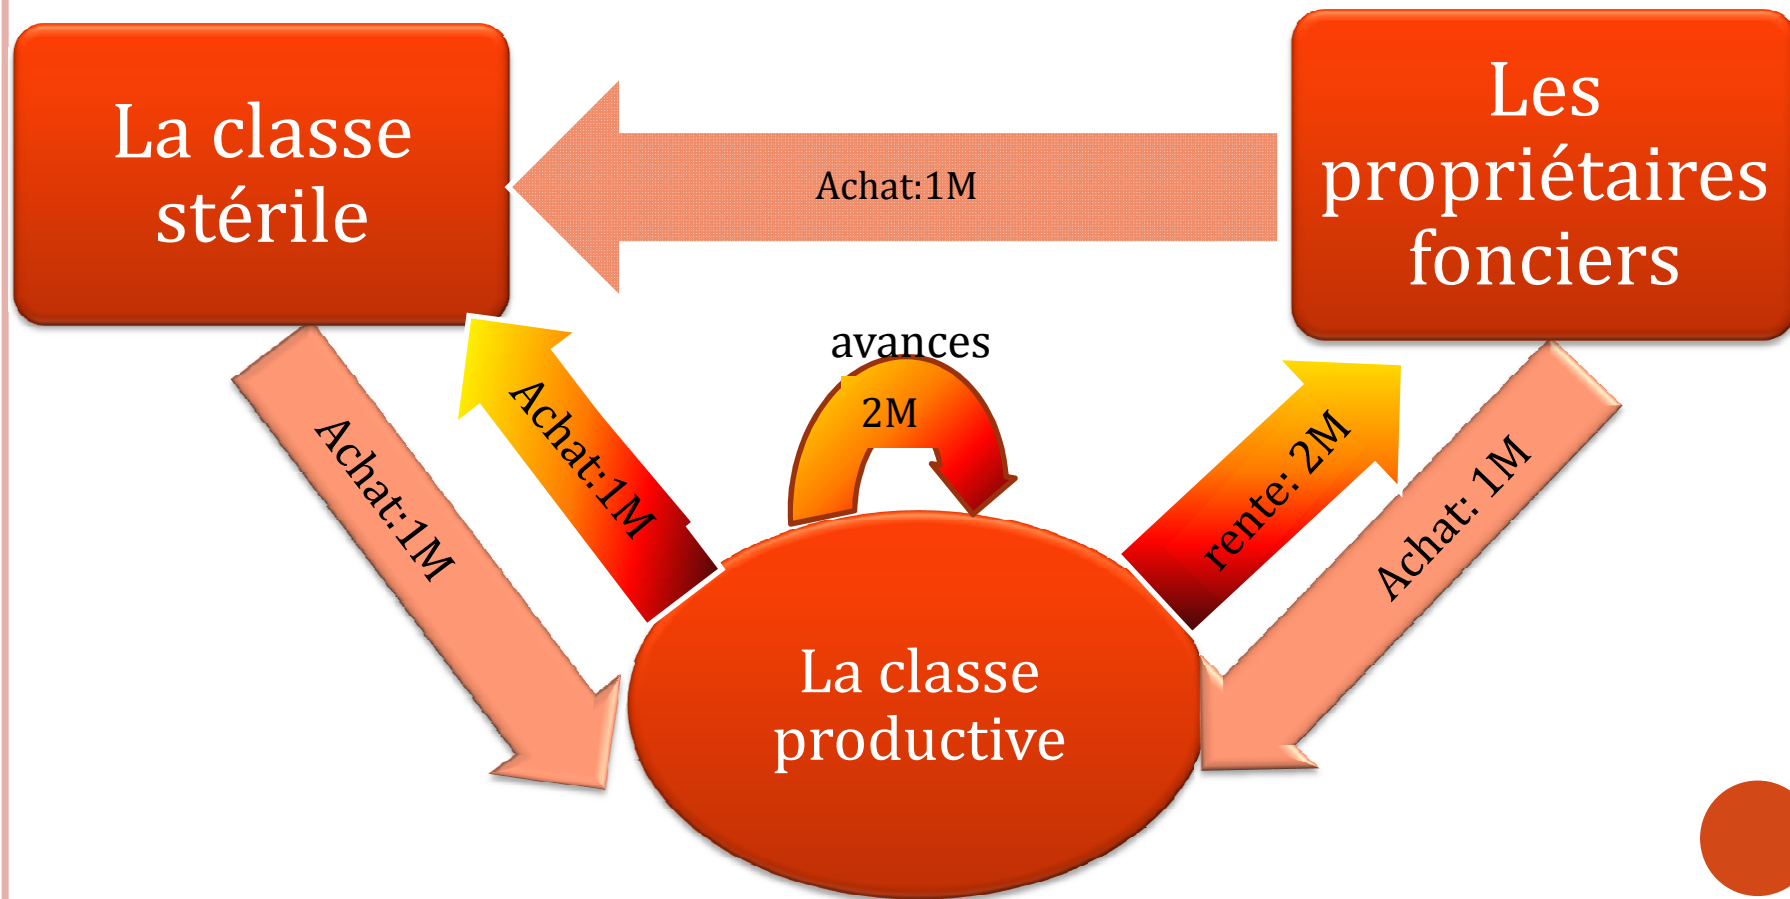 La classe
stérile
Achat:1M
Les
propriétaires
fonciers
avances
2M
Achat:1M
Achat:1M
rente: 2M
Achat: 1M
La classe
productive